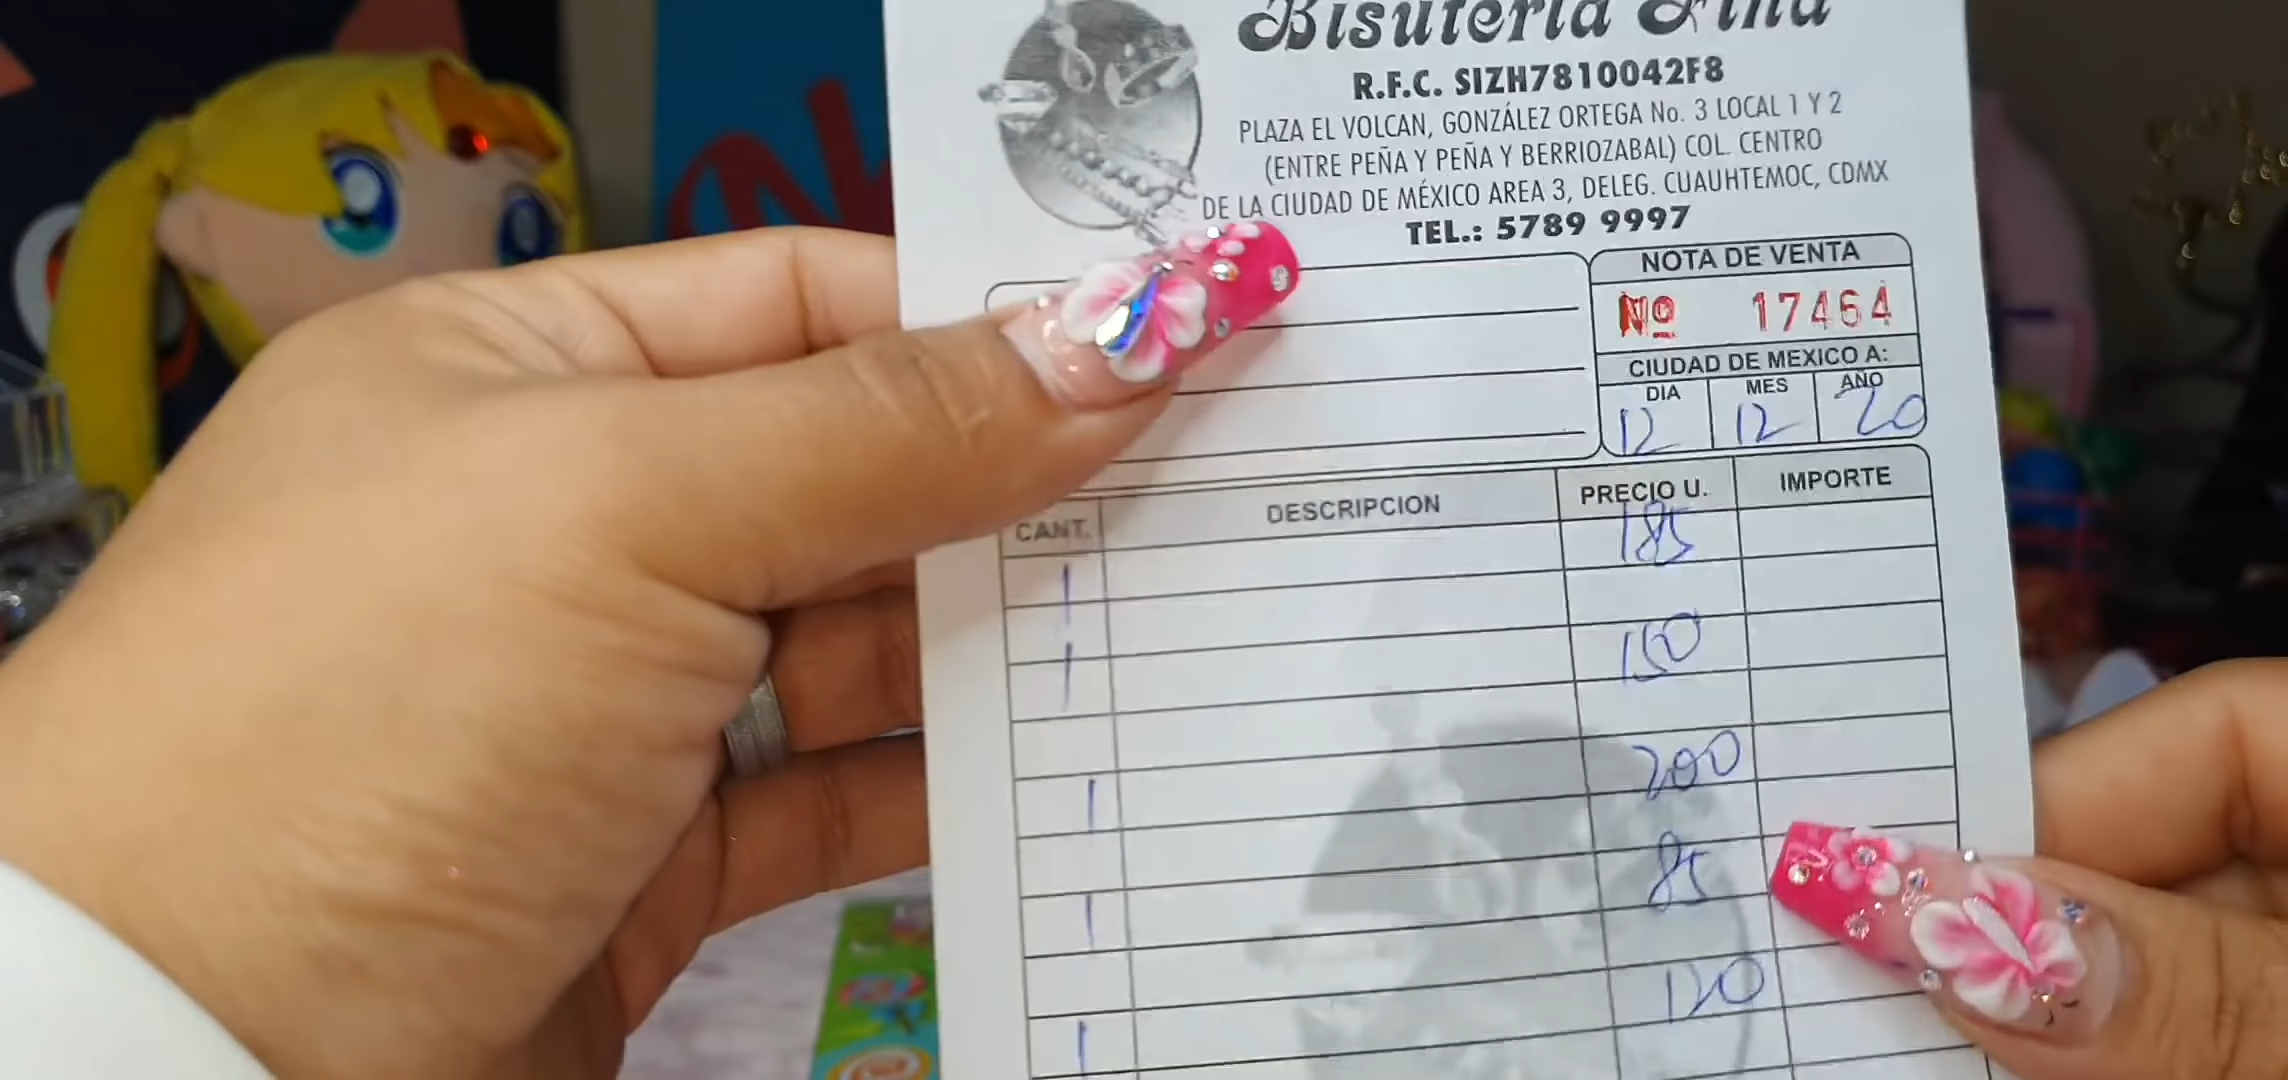 Bisutería Fina
R.F.C. SIZH7810042F8
PLAZA EL VOLCAN, GONZÁLEZ ORTEGA No. 3 LOCAL 1 Y 2
(ENTRE PEÑA Y PEÑA Y BERRIOZABAL) COL. CENTRO
DE LA CIUDAD DE MÉXICO AREA 3, DELEG. CUAUHTEMOC, CDMX
TEL.: 5789 9997
NOTA DE VENTA
Nº 17464
CIUDAD DE MEXICO A:
DIA MES AÑO
12 12 20
CANT. DESCRIPCION PRECIO U. IMPORTE
1 185
1 150
1 200
1 85
1 120